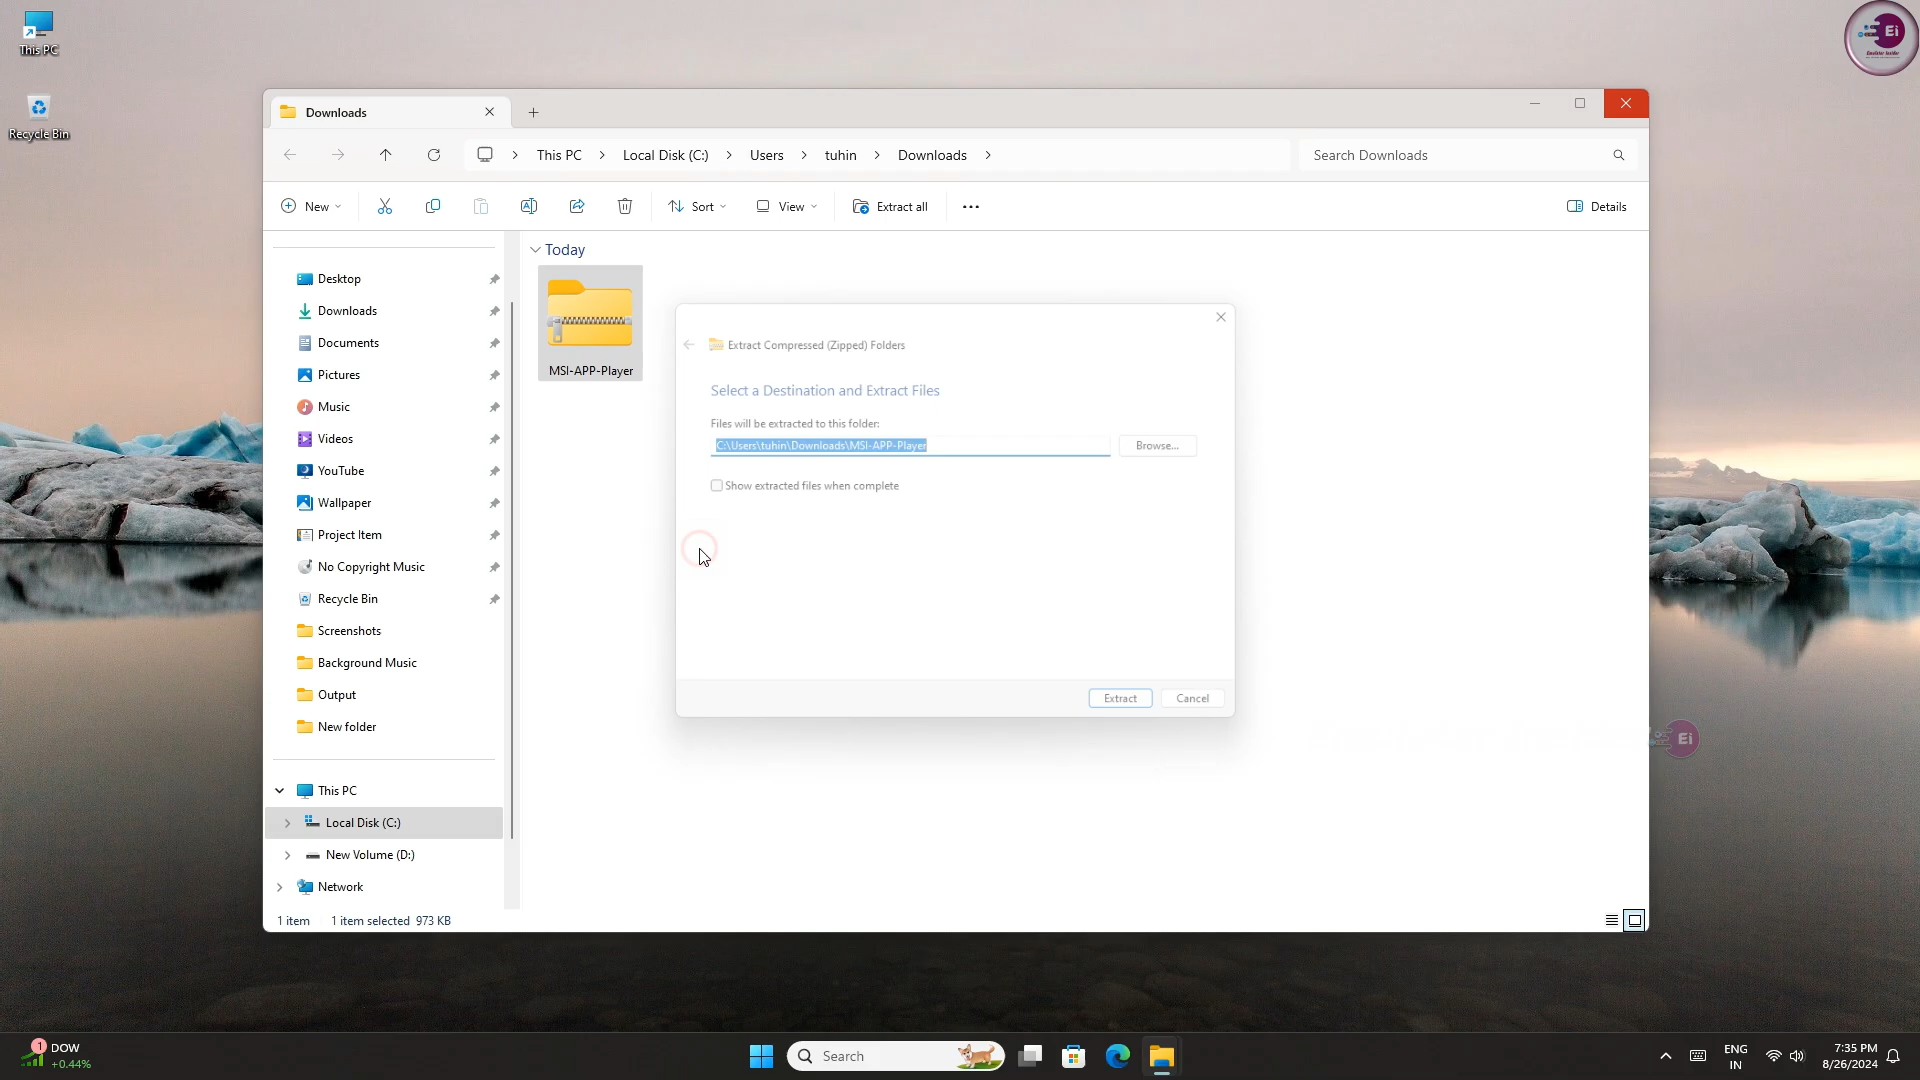 This PC
Recycle Bin
Ei
Emulator Insider
Downloads
This PC
Local Disk (C:)
Users
tuhin
Downloads
Search Downloads
New
Sort
View
Extract all
Details
Desktop
Downloads
Documents
Pictures
Music
Videos
YouTube
Wallpaper
Project Item
No Copyright Music
Recycle Bin
Screenshots
Background Music
Output
New folder
This PC
Local Disk (C:)
New Volume (D:)
Network
Today
MSI-APP-Player
Extract Compressed (Zipped) Folders
Select a Destination and Extract Files
Files will be extracted to this folder:
C:\Users\tuhin\Downloads\MSI-APP-Player
Browse...
Show extracted files when complete
Extract
Cancel
Ei
1 item
1 item selected 973 KB
1
DOW
+0.44%
Search
ENG
IN
7:35 PM
8/26/2024